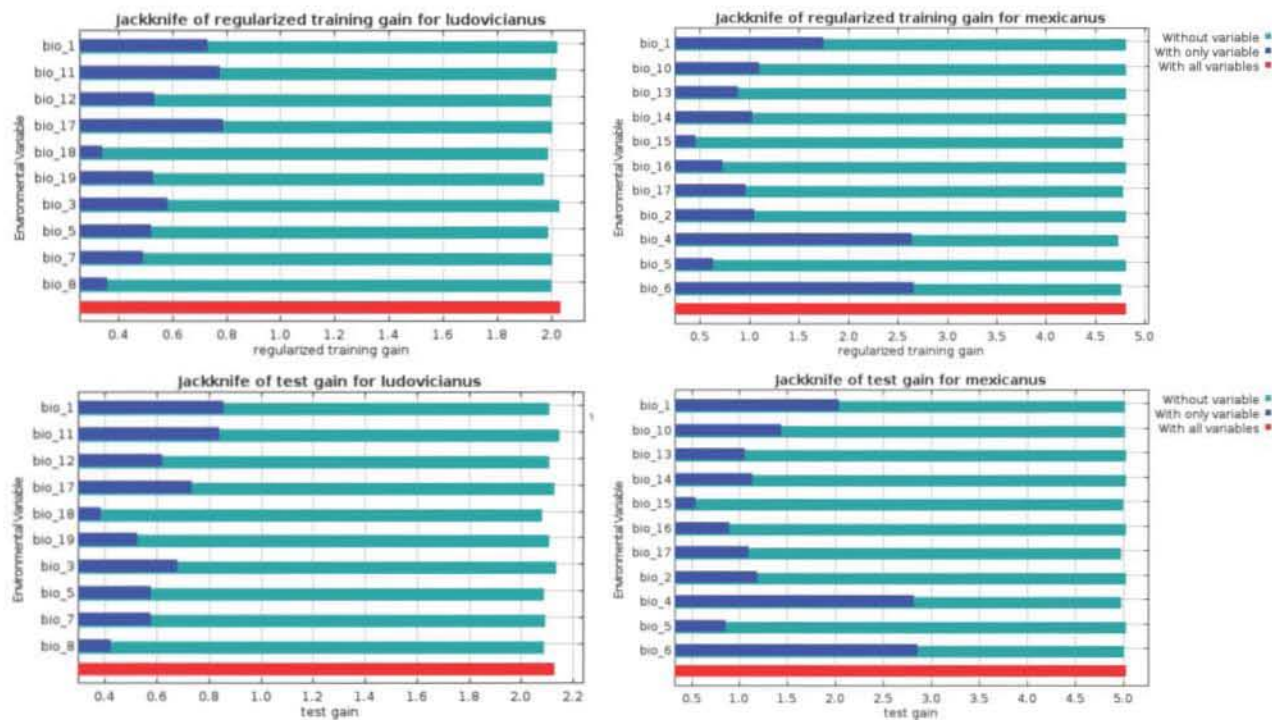 Jackknife of regularized training gain for ludovicianus
Environmental Variable
bio_1
bio_11
bio_12
bio_17
bio_18
bio_19
bio_3
bio_5
bio_7
bio_8
0.4 0.6 0.8 1.0 1.2 1.4 1.6 1.8 2.0
regularized training gain
Jackknife of regularized training gain for mexicanus
Environmental Variable
bio_1
bio_10
bio_13
bio_14
bio_15
bio_16
bio_17
bio_2
bio_4
bio_5
bio_6
0.5 1.0 1.5 2.0 2.5 3.0 3.5 4.0 4.5 5.0
regularized training gain
Without variable
With only variable
With all variables
Jackknife of test gain for ludovicianus
Environmental Variable
bio_1
bio_11
bio_12
bio_17
bio_18
bio_19
bio_3
bio_5
bio_7
bio_8
0.4 0.6 0.8 1.0 1.2 1.4 1.6 1.8 2.0 2.2
test gain
Jackknife of test gain for mexicanus
Environmental Variable
bio_1
bio_10
bio_13
bio_14
bio_15
bio_16
bio_17
bio_2
bio_4
bio_5
bio_6
0.5 1.0 1.5 2.0 2.5 3.0 3.5 4.0 4.5 5.0
test gain
Without variable
With only variable
With all variables